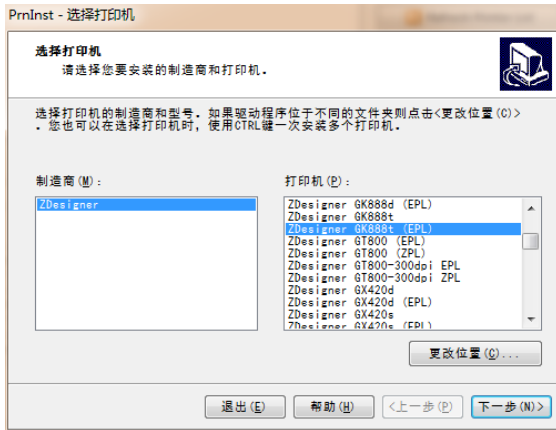 PrnInst - 选择打印机
选择打印机
请选择您要安装的制造商和打印机.
选择打印机的制造商和型号. 如果驱动程序位于不同的文件夹则点击<更改位置(C)>
. 您也可以在选择打印机时, 使用CTRL键一次安装多个打印机.
制造商(M):
打印机(P):
ZDesigner
ZDesigner GK888d (EPL)
ZDesigner GK888t
ZDesigner GK888t (EPL)
ZDesigner GT800 (EPL)
ZDesigner GT800 (ZPL)
ZDesigner GT800-300dpi EPL
ZDesigner GT800-300dpi ZPL
ZDesigner GX420d
ZDesigner GX420d (EPL)
ZDesigner GX420s
ZDesigner GX420s (EPL)
更改位置(C)...
退出(E)
帮助(H)
<上一步(P)
下一步(N)>